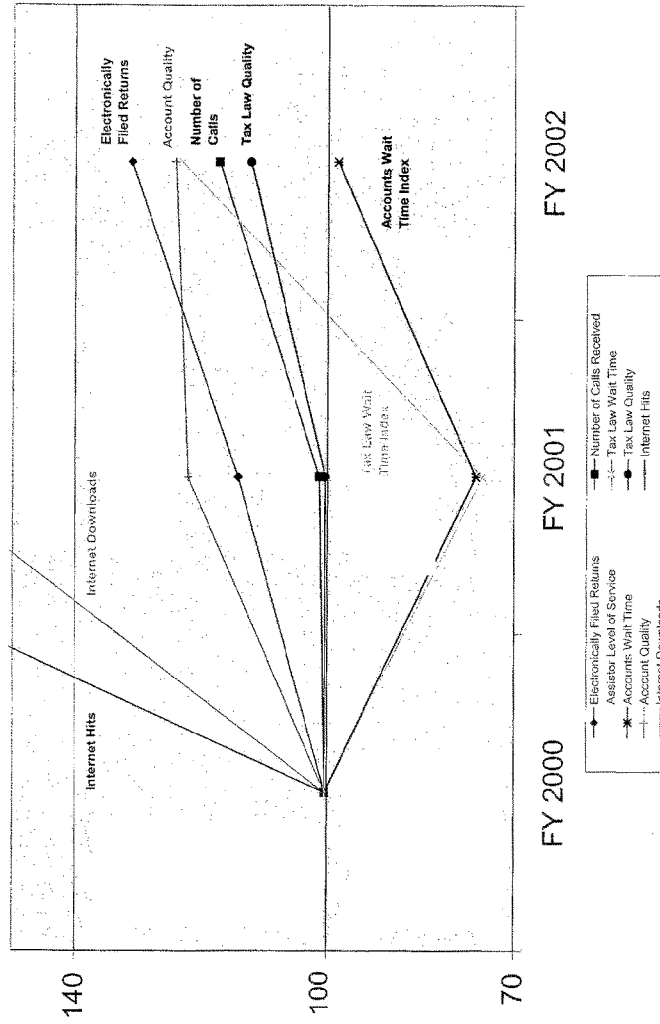 140
100
70
Internet Hits
Internet Downloads
Electronically
Filed Returns
Account Quality
Number of
Calls
Tax Law Quality
Tax Law Wait
Time Index
Accounts Wait
Time Index
FY 2000
FY 2001
FY 2002
Electronically Filed Returns
Number of Calls Received
Assistor Level of Service
Tax Law Wait Time
Accounts Wait Time
Tax Law Quality
Account Quality
Internet Hits
Internet Downloads